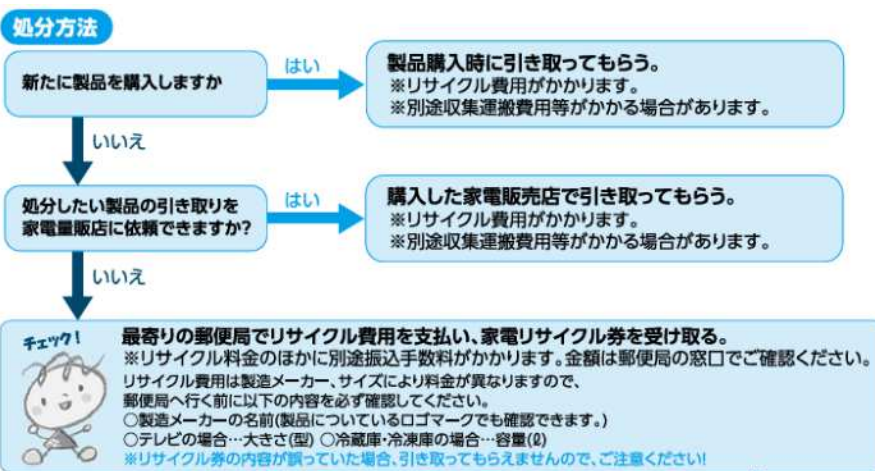 処分方法
新たに製品を購入しますか
はい
製品購入時に引き取ってもらう。
※リサイクル費用がかかります。
※別途収集運搬費用等がかかる場合があります。
いいえ
処分したい製品の引き取りを
家電量販店に依頼できますか?
はい
購入した家電販売店で引き取ってもらう。
※リサイクル費用がかかります。
※別途収集運搬費用等がかかる場合があります。
いいえ
チェック!
最寄りの郵便局でリサイクル費用を支払い、家電リサイクル券を受け取る。
※リサイクル料金のほかに別途振込手数料がかかります。金額は郵便局の窓口でご確認ください。
リサイクル費用は製造メーカー、サイズにより料金が異なりますので、
郵便局へ行く前に以下の内容を必ず確認してください。
○製造メーカーの名前(製品についているロゴマークでも確認できます。)
○テレビの場合…大きさ(型) ○冷蔵庫・冷凍庫の場合…容量(ℓ)
※リサイクル券の内容が誤っていた場合、引き取ってもらえませんので、ご注意ください!